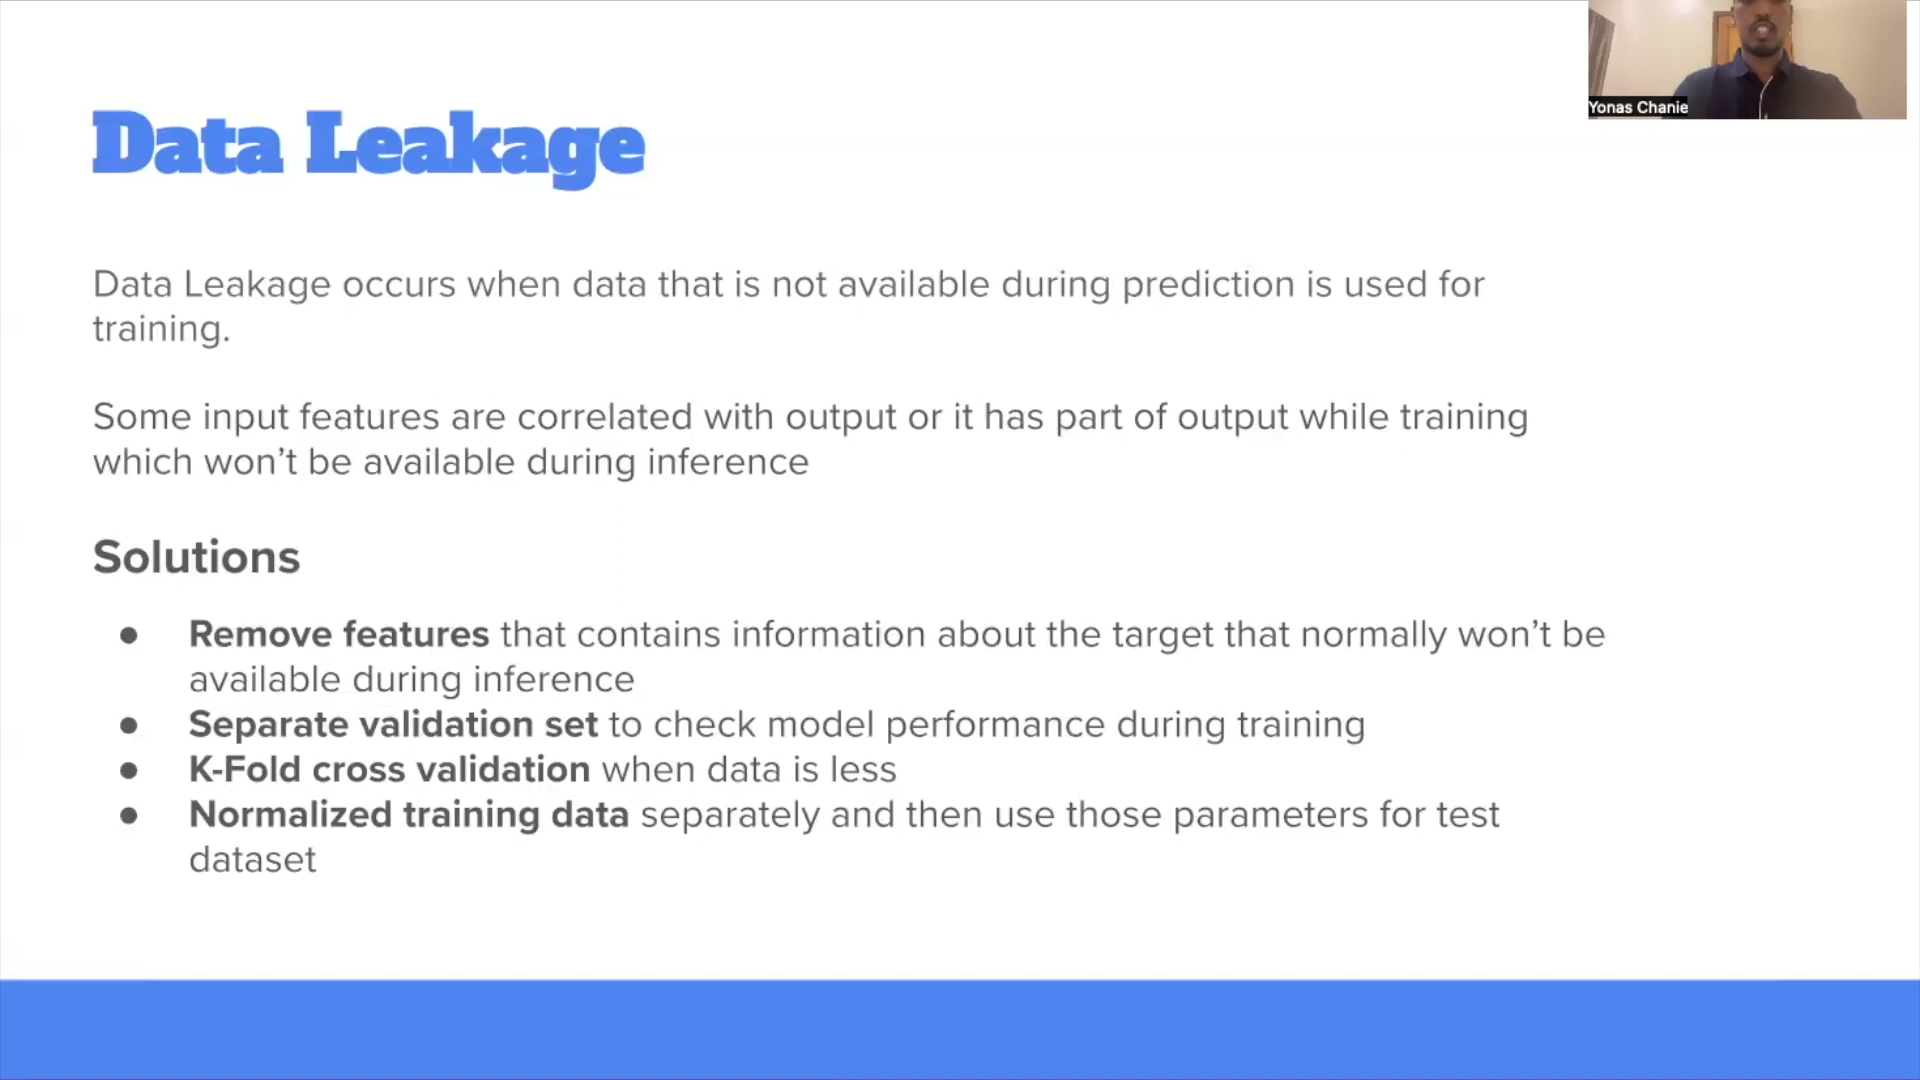 Yonas Chanie
Data Leakage
Data Leakage occurs when data that is not available during prediction is used for
training.
Some input features are correlated with output or it has part of output while training
which won’t be available during inference
Solutions
● Remove features that contains information about the target that normally won’t be
available during inference
● Separate validation set to check model performance during training
● K-Fold cross validation when data is less
● Normalized training data separately and then use those parameters for test
dataset